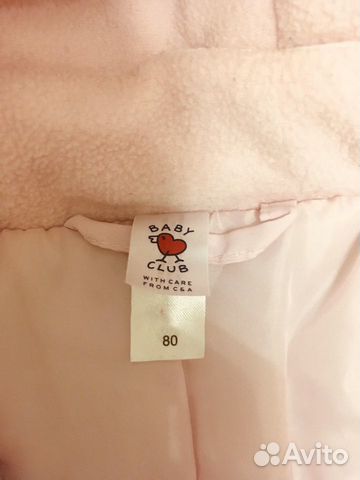 BABY
CLUB
WITH CARE
FROM C&A
80
Avito